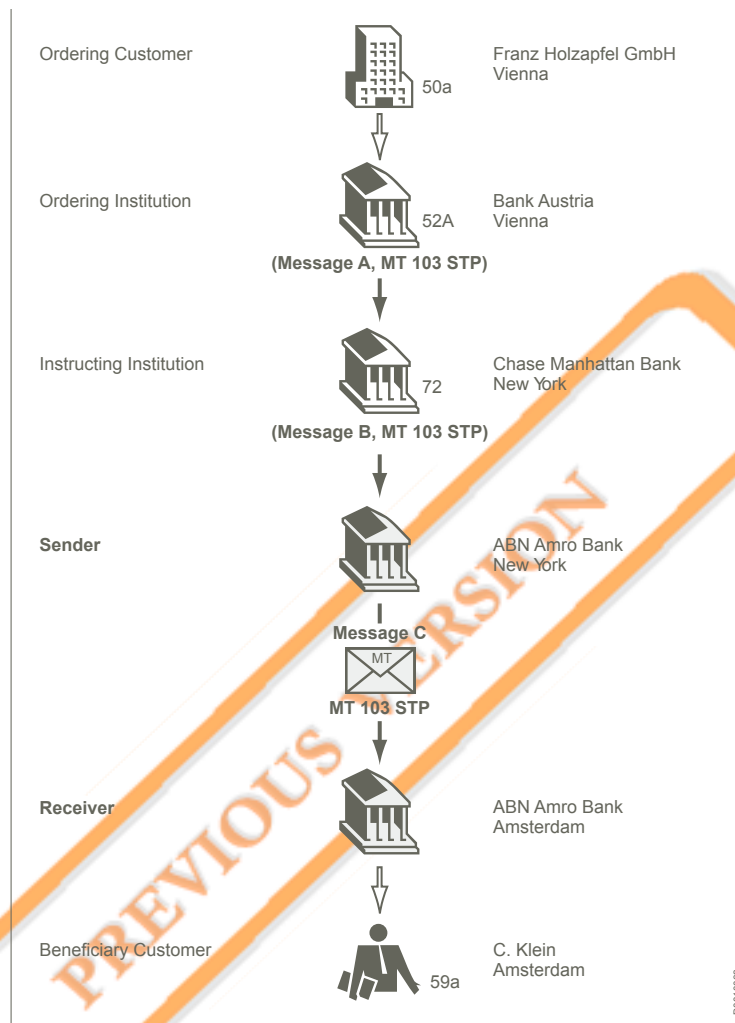 Ordering Customer
50a
Franz Holzapfel GmbH
Vienna
Ordering Institution
52A
Bank Austria
Vienna
(Message A, MT 103 STP)
Instructing Institution
72
Chase Manhattan Bank
New York
(Message B, MT 103 STP)
Sender
ABN Amro Bank
New York
Message C
MT
MT 103 STP
Receiver
ABN Amro Bank
Amsterdam
Beneficiary Customer
59a
C. Klein
Amsterdam
PREVIOUS VERSION